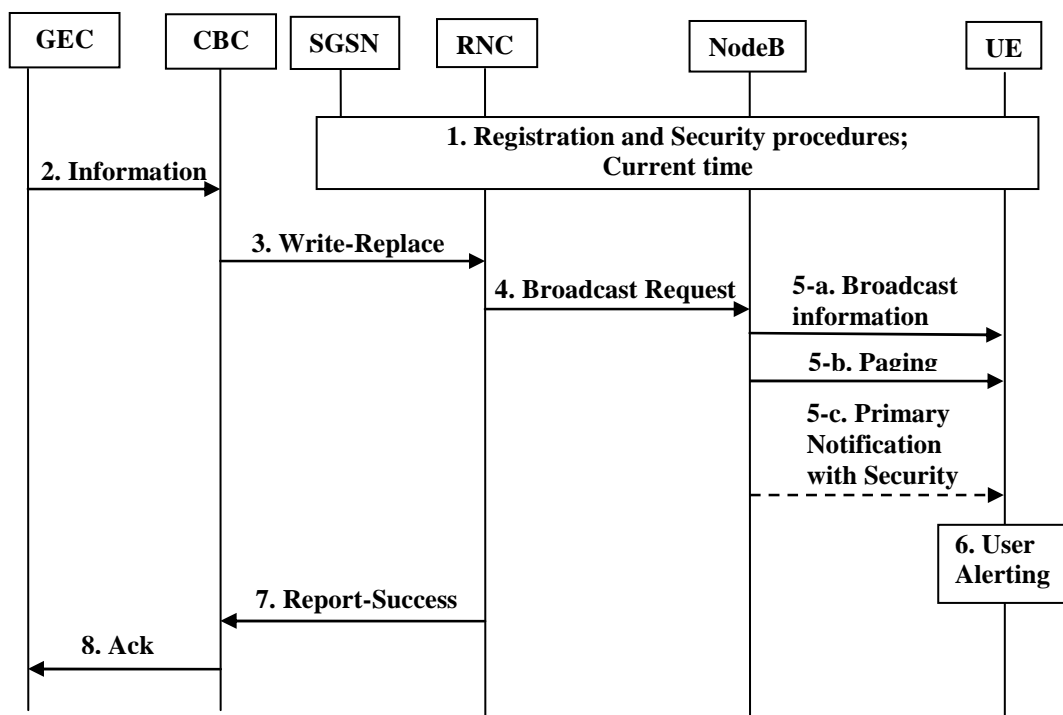 GEC
CBC
SGSN
RNC
NodeB
UE
1. Registration and Security procedures;
Current time
2. Information
3. Write-Replace
4. Broadcast Request
5-a. Broadcast
information
5-b. Paging
5-c. Primary
Notification
with Security
6. User
Alerting
7. Report-Success
8. Ack